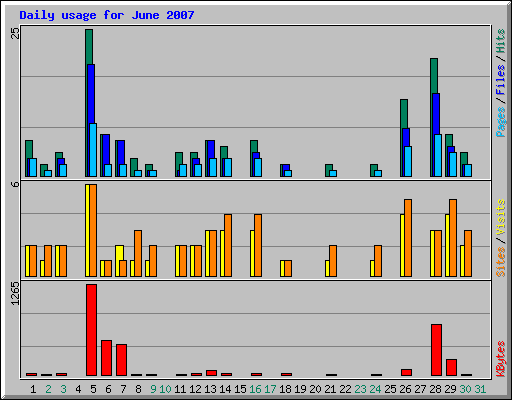 Daily usage for June 2007
25
6
1265
Pages / Files / Hits
Sites / Visits
KBytes
1 2 3 4 5 6 7 8 9 10 11 12 13 14 15 16 17 18 19 20 21 22 23 24 25 26 27 28 29 30 31